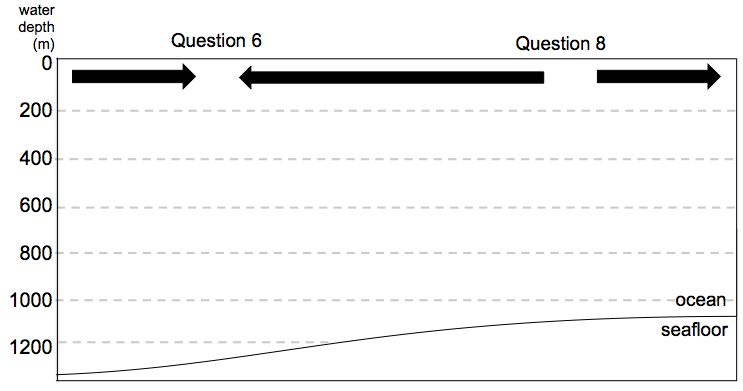 water
depth
(m)
Question 6
Question 8
0
200
400
600
800
1000
ocean
seafloor
1200